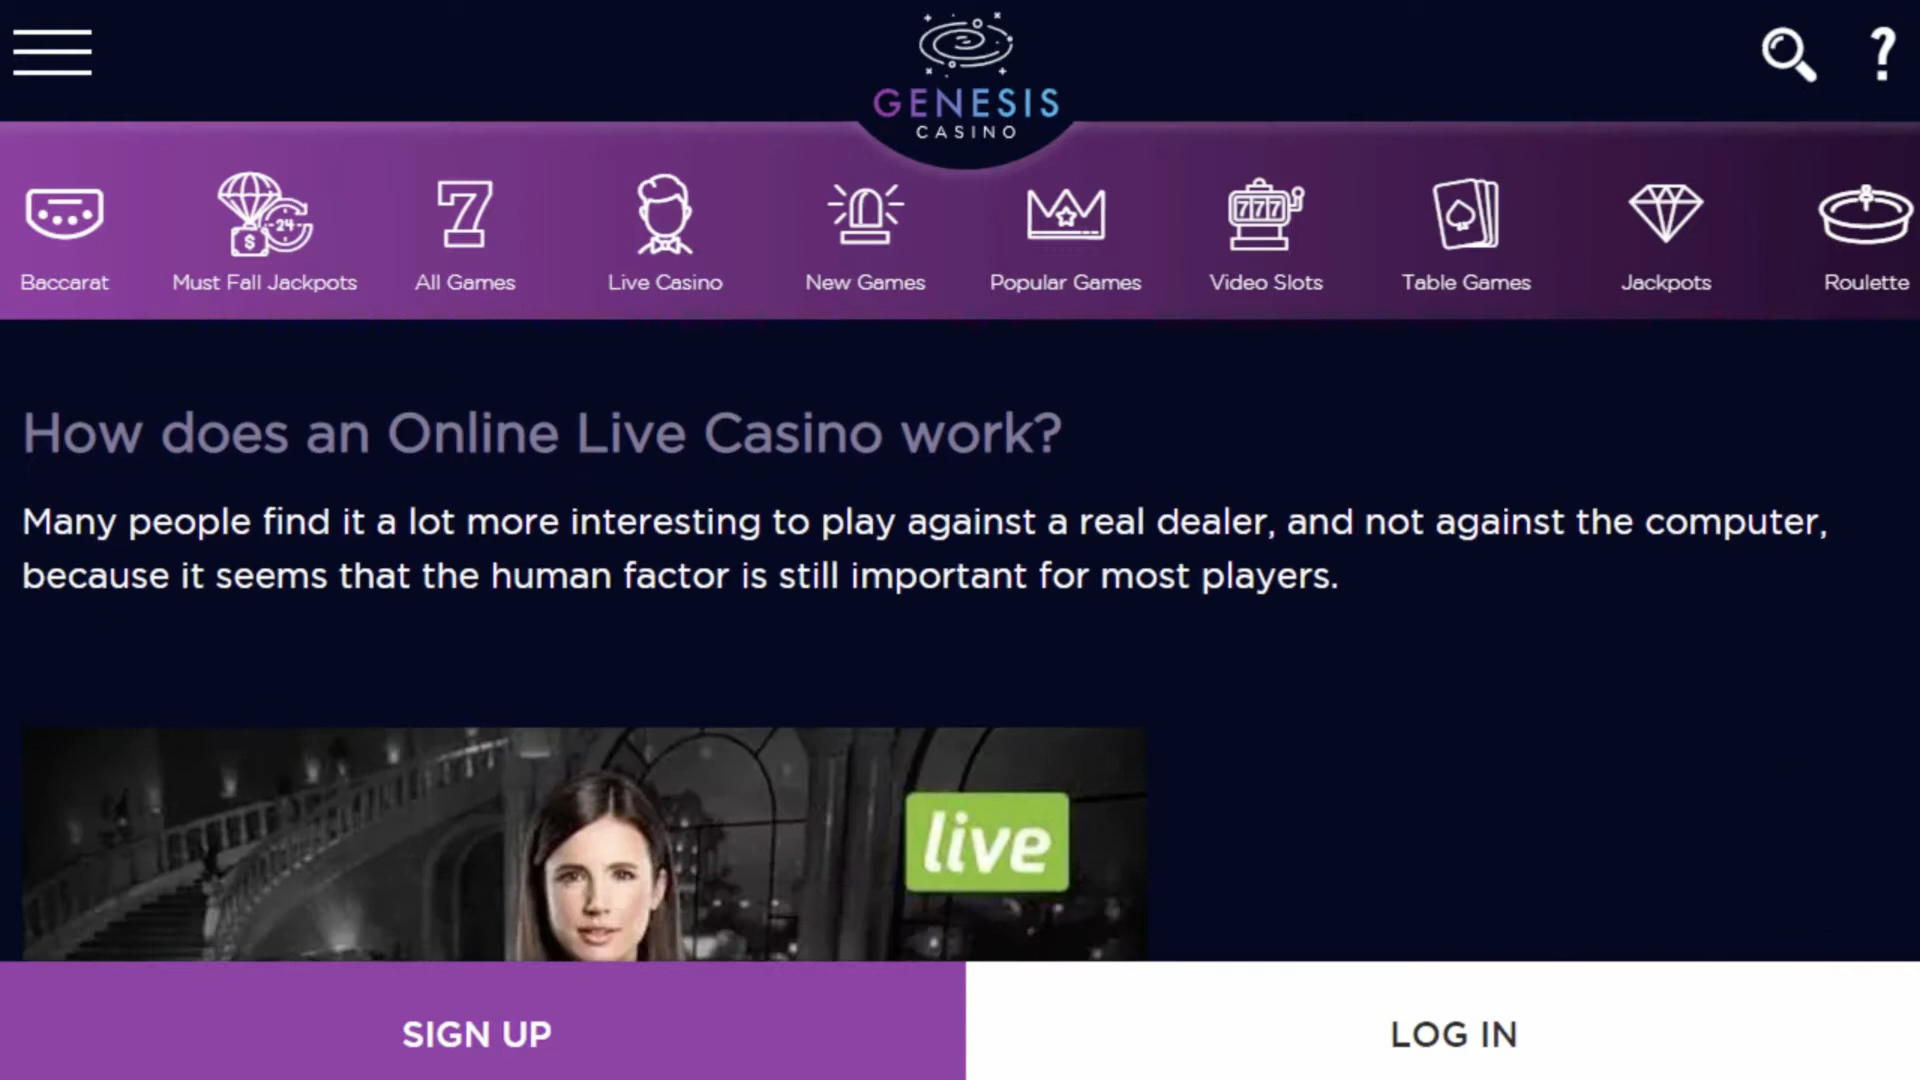 GENESIS
CASINO
Baccarat
$
24
Must Fall Jackpots
7
All Games
Live Casino
New Games
Popular Games
777
Video Slots
Table Games
Jackpots
Roulette
How does an Online Live Casino work?
Many people find it a lot more interesting to play against a real dealer, and not against the computer,
because it seems that the human factor is still important for most players.
live
SIGN UP
LOG IN